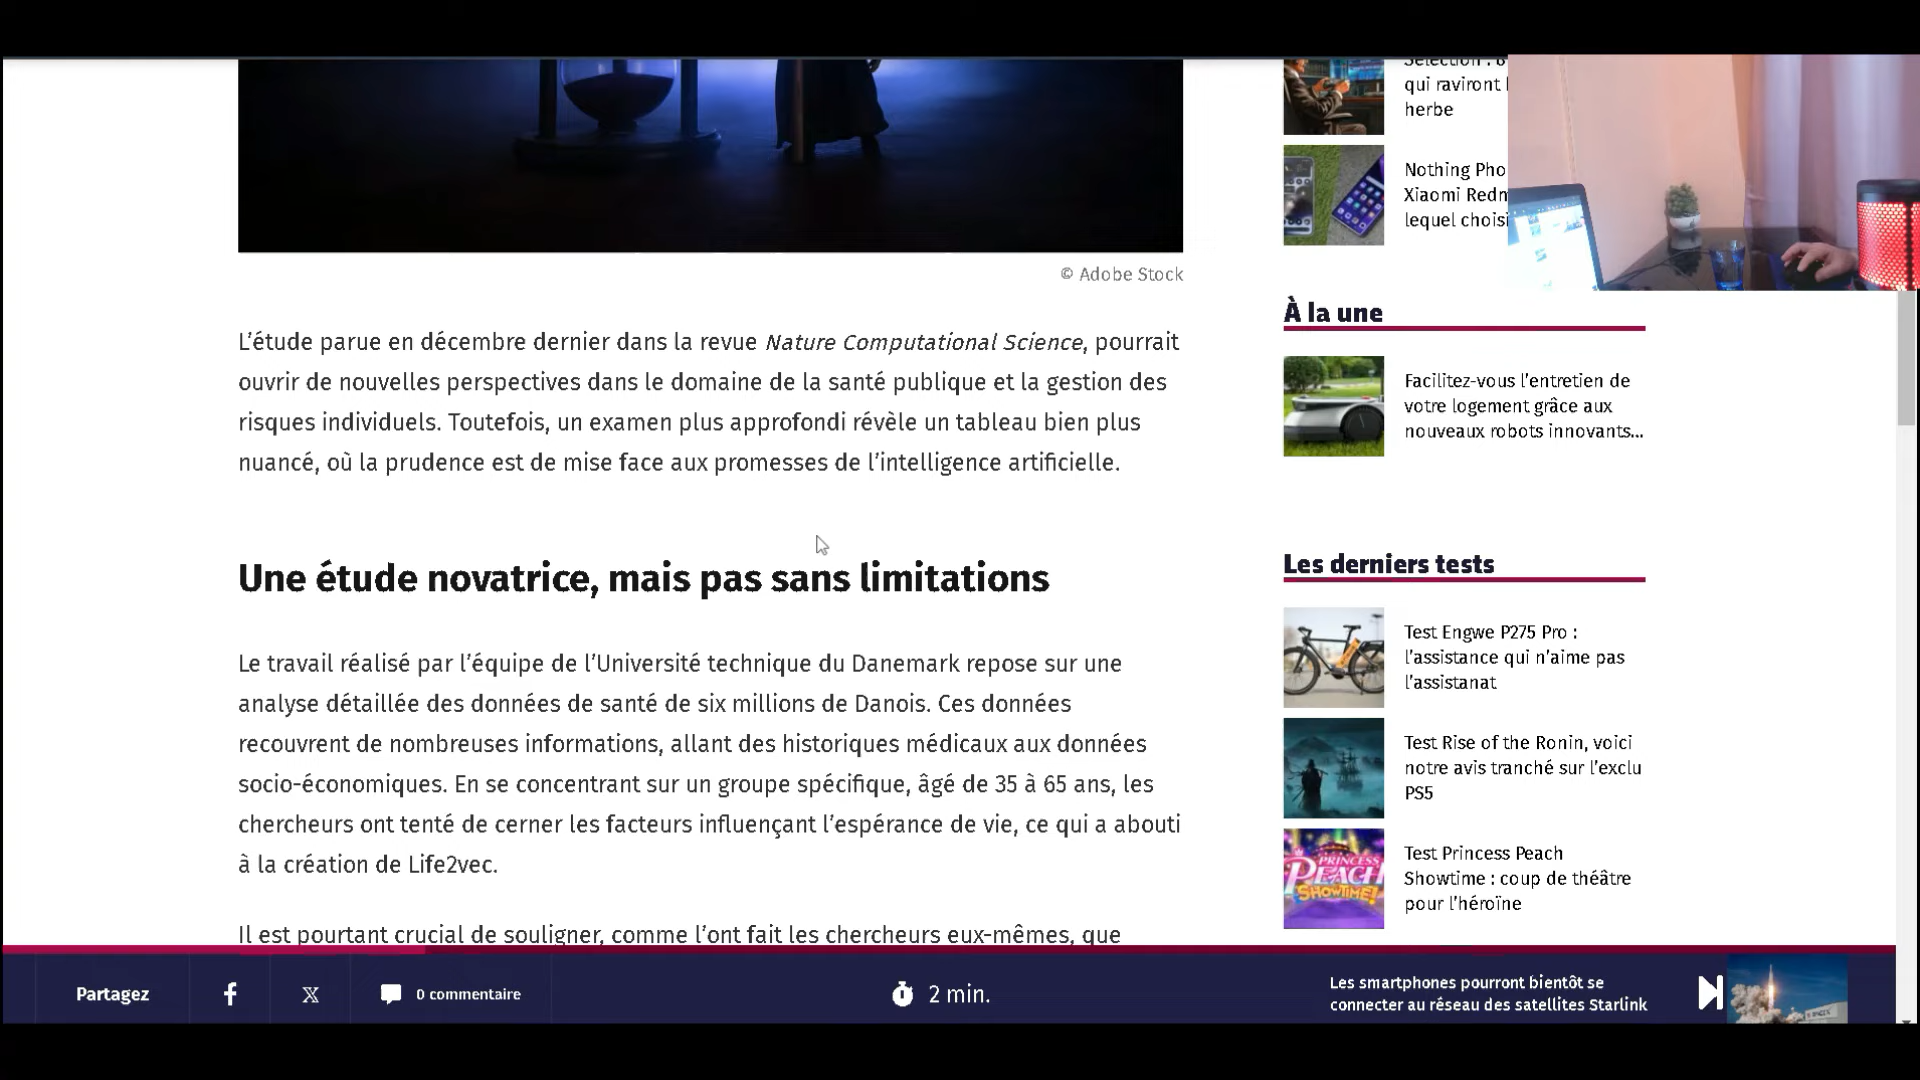 © Adobe Stock
L’étude parue en décembre dernier dans la revue Nature Computational Science, pourrait
ouvrir de nouvelles perspectives dans le domaine de la santé publique et la gestion des
risques individuels. Toutefois, un examen plus approfondi révèle un tableau bien plus
nuancé, où la prudence est de mise face aux promesses de l’intelligence artificielle.
Une étude novatrice, mais pas sans limitations
Le travail réalisé par l’équipe de l’Université technique du Danemark repose sur une
analyse détaillée des données de santé de six millions de Danois. Ces données
recouvrent de nombreuses informations, allant des historiques médicaux aux données
socio-économiques. En se concentrant sur un groupe spécifique, âgé de 35 à 65 ans, les
chercheurs ont tenté de cerner les facteurs influençant l’espérance de vie, ce qui a abouti
à la création de Life2vec.
Il est pourtant crucial de souligner, comme l’ont fait les chercheurs eux-mêmes, que
Sélection :
qui raviront
herbe
Nothing Pho
Xiaomi Redm
lequel choisi
À la une
Facilitez-vous l’entretien de
votre logement grâce aux
nouveaux robots innovants...
Les derniers tests
Test Engwe P275 Pro :
l’assistance qui n’aime pas
l’assistanat
Test Rise of the Ronin, voici
notre avis tranché sur l’exclu
PS5
PRINCESS
PEACH
SHOWTIME!
Test Princess Peach
Showtime : coup de théâtre
pour l’héroïne
Partagez
0 commentaire
2 min.
Les smartphones pourront bientôt se
connecter au réseau des satellites Starlink